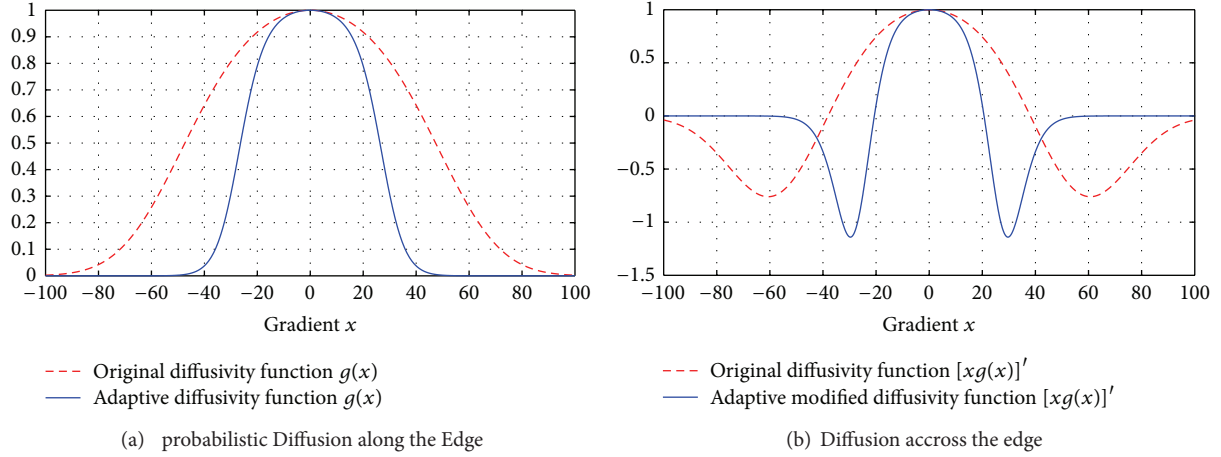 1
0.9
0.8
0.7
0.6
0.5
0.4
0.3
0.2
0.1
0
−100 −80 −60 −40 −20 0 20 40 60 80 100
Gradient x
Original diffusivity function g(x)
Adaptive diffusivity function g(x)
(a) probabilistic Diffusion along the Edge
1
0.5
0
−0.5
−1
−1.5
−100 −80 −60 −40 −20 0 20 40 60 80 100
Gradient x
Original diffusivity function [xg(x)]′
Adaptive modified diffusivity function [xg(x)]′
(b) Diffusion accross the edge